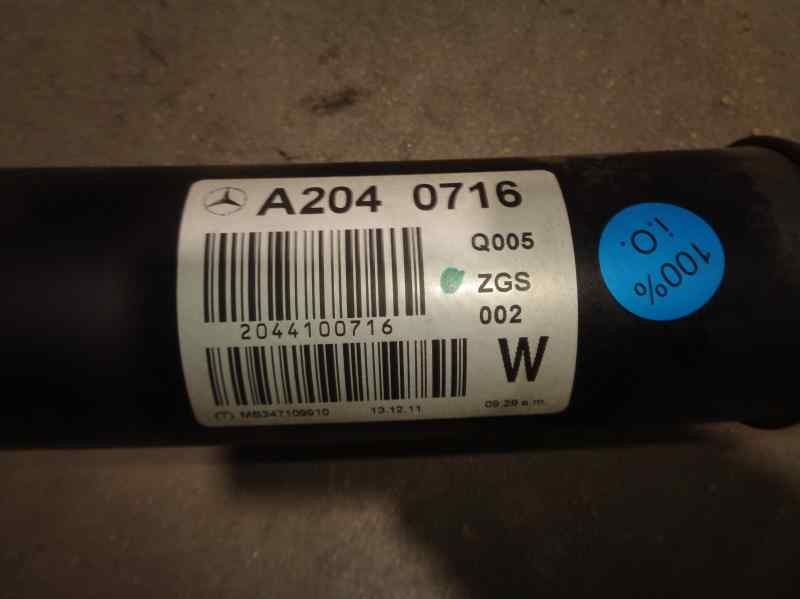 A204 0716
Q005
ZGS
002
2044100716
W
(T) MB347109910 13.12.11 09.29 a.m.
100%
i.O.